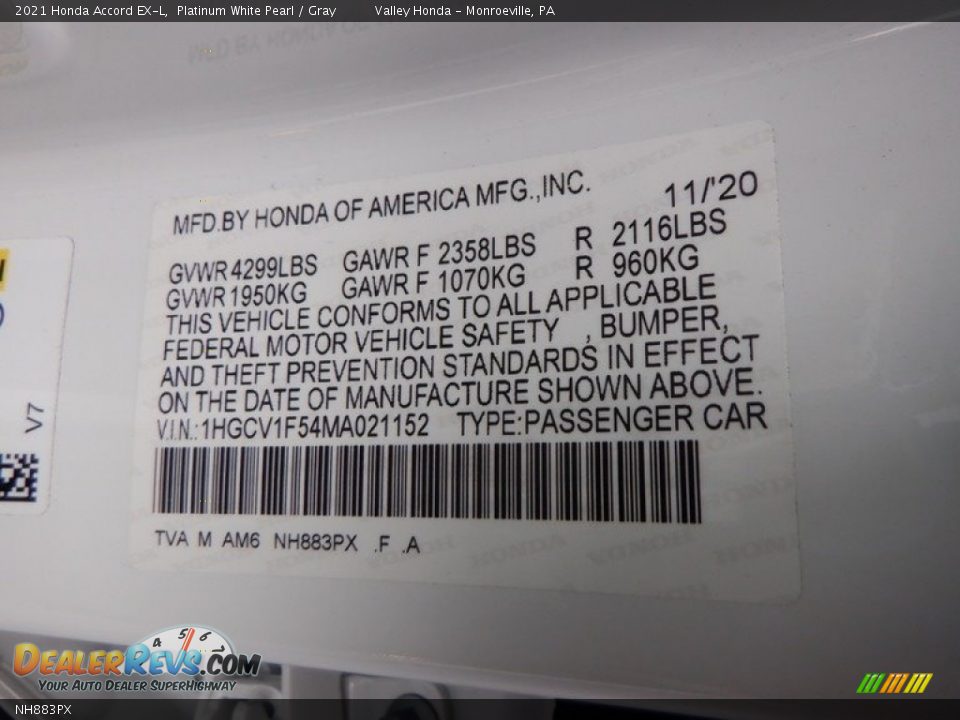 2021 Honda Accord EX-L, Platinum White Pearl / Gray Valley Honda - Monroeville, PA
MFD.BY HONDA OF AMERICA MFG.,INC. 11/'20
GVWR 4299LBS GAWR F 2358LBS R 2116LBS
GVWR 1950KG GAWR F 1070KG R 960KG
THIS VEHICLE CONFORMS TO ALL APPLICABLE
FEDERAL MOTOR VEHICLE SAFETY , BUMPER,
AND THEFT PREVENTION STANDARDS IN EFFECT
ON THE DATE OF MANUFACTURE SHOWN ABOVE.
V.I.N.:1HGCV1F54MA021152 TYPE:PASSENGER CAR
TVA M AM6 NH883PX .F .A
V7
4 5 6
DEALERREVS.COM
YOUR AUTO DEALER SUPERHIGHWAY
NH883PX